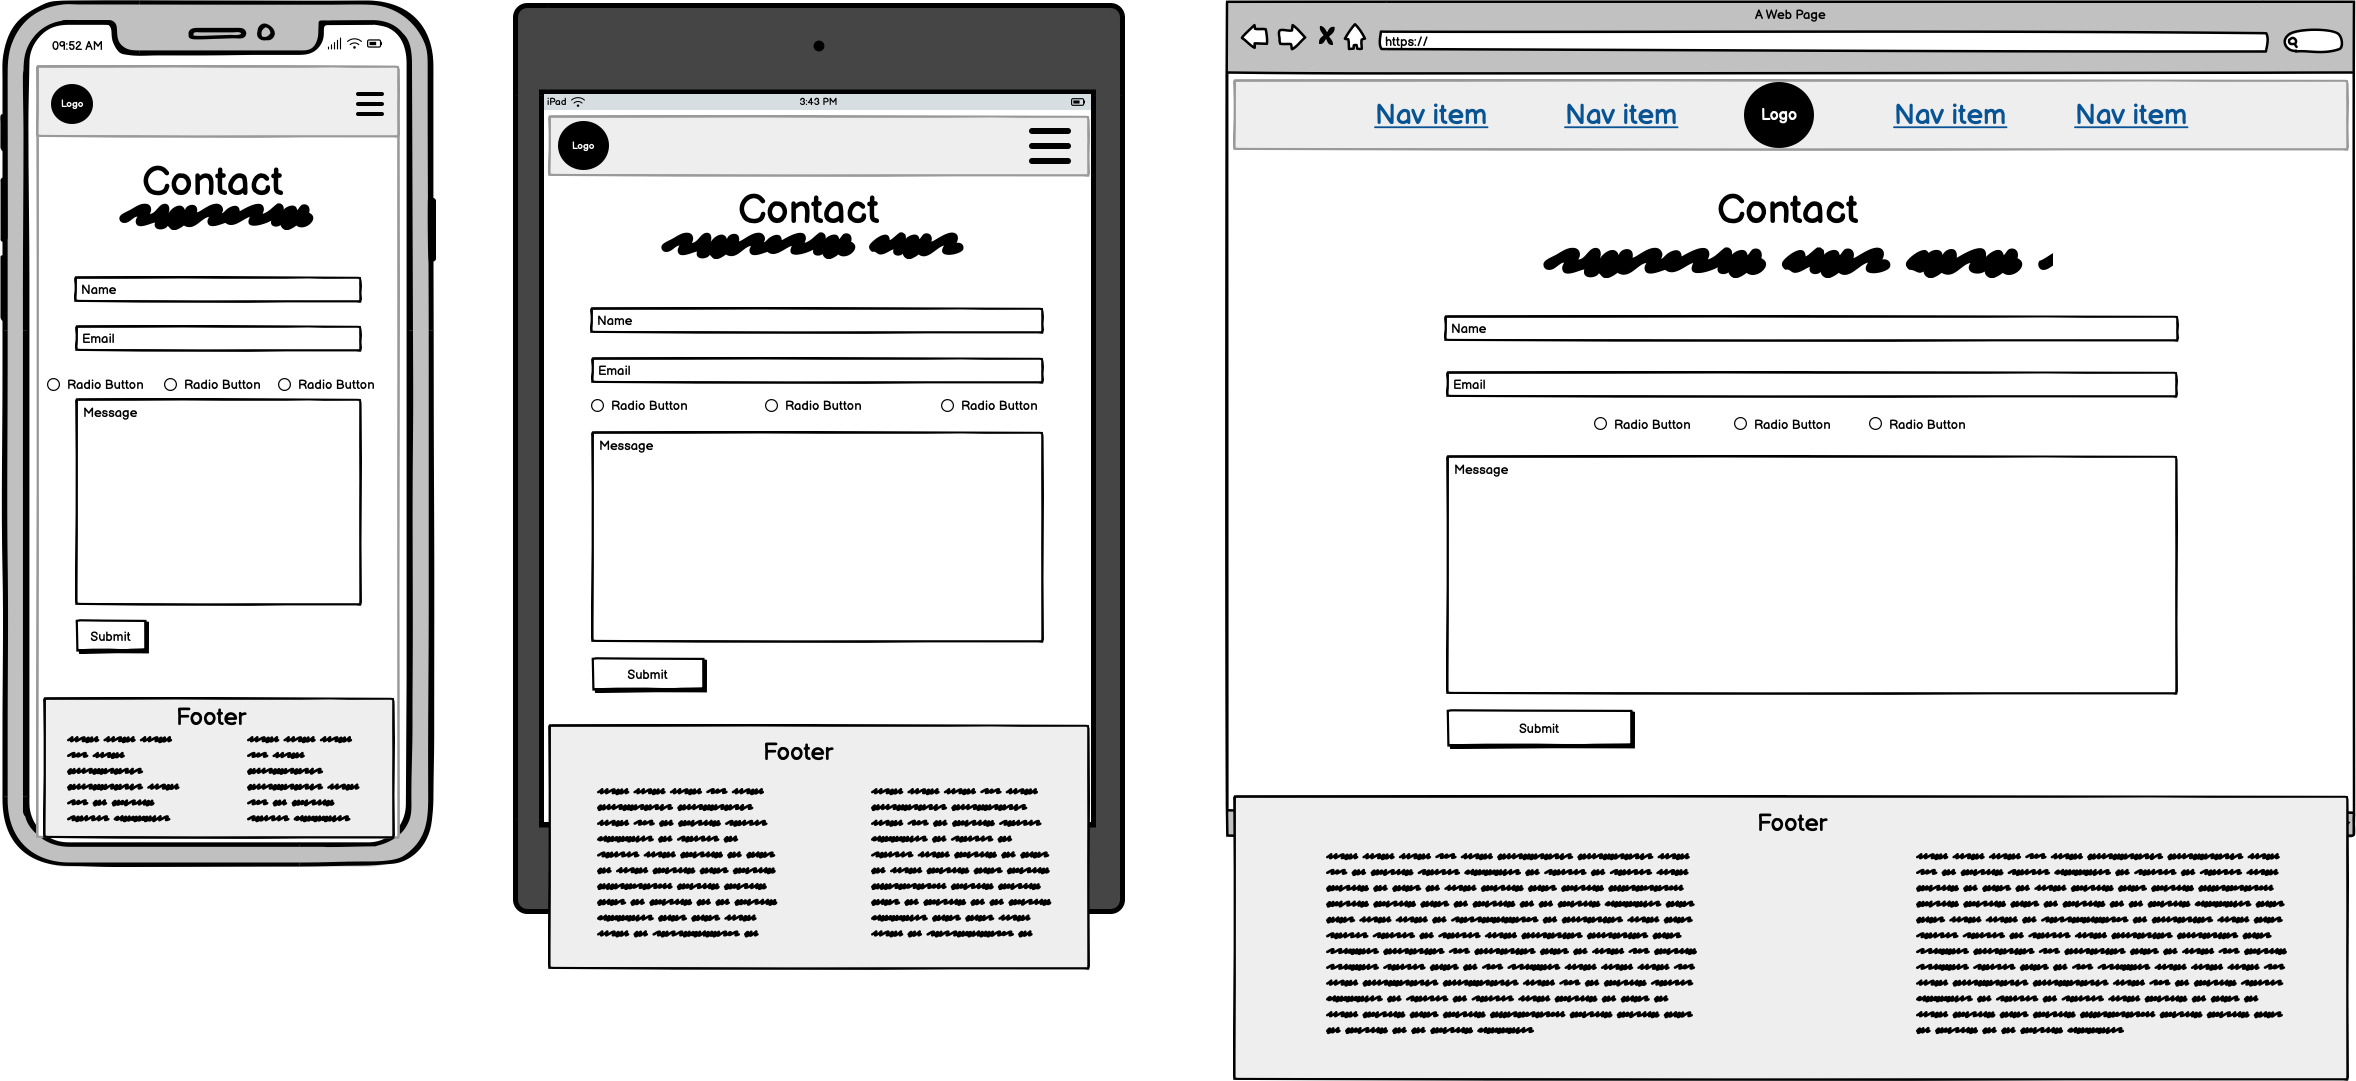 09:52 AM
Logo
Contact
Name
Email
Radio Button Radio Button Radio Button
Message
Submit
Footer
iPad 3:43 PM
Logo
Contact
Name
Email
Radio Button Radio Button Radio Button
Message
Submit
Footer
A Web Page
https://
Nav item Nav item Logo Nav item Nav item
Contact
Name
Email
Radio Button Radio Button Radio Button
Message
Submit
Footer